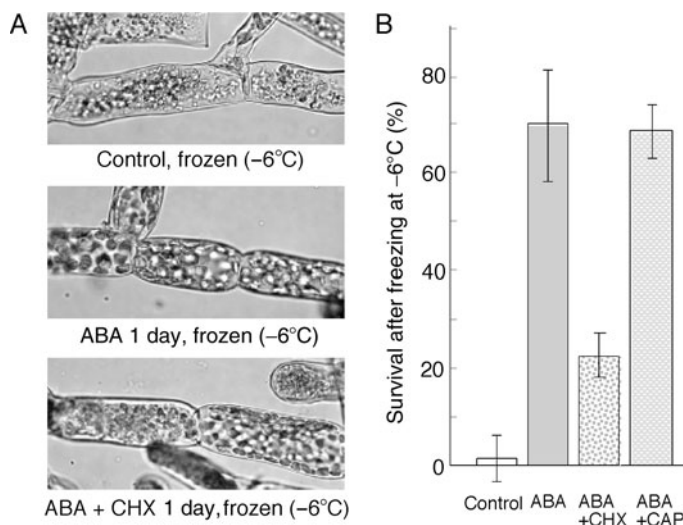 A
Control, frozen (−6°C)
ABA 1 day, frozen (−6°C)
ABA + CHX 1 day, frozen (−6°C)
B
Survival after freezing at −6°C (%)
80
60
40
20
0
Control
ABA
ABA
+CHX
ABA
+CAP